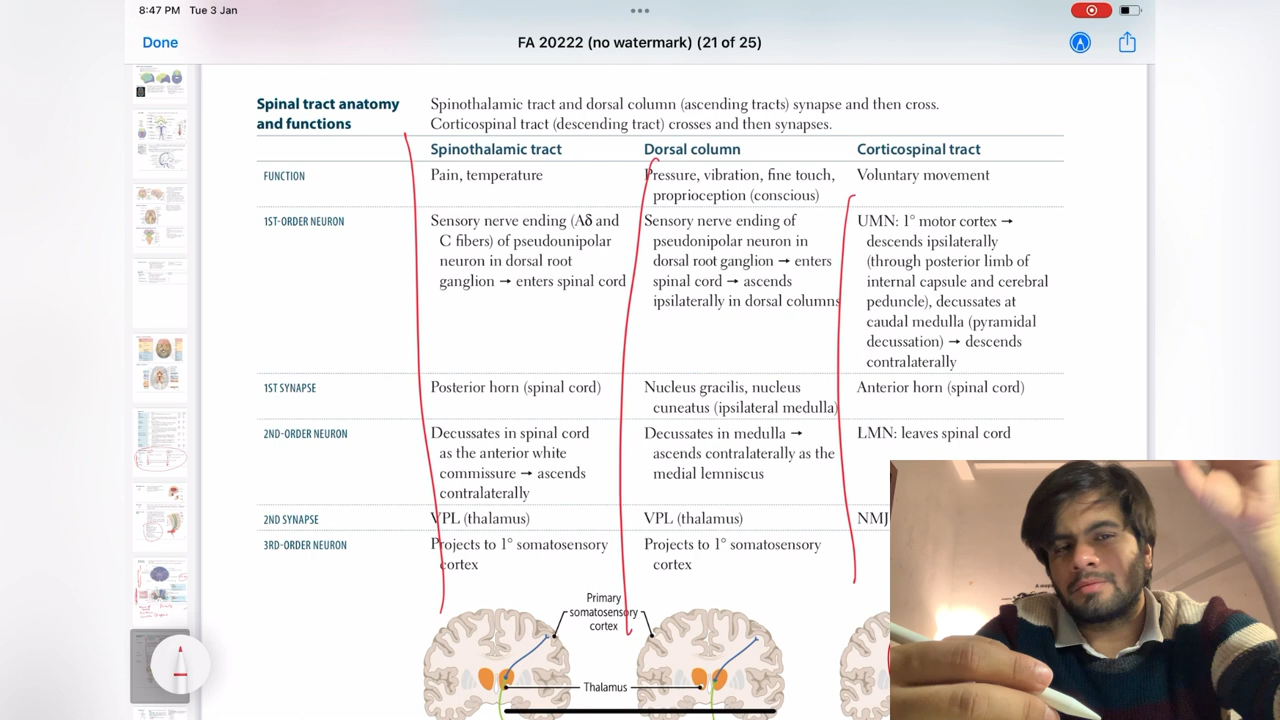 8:47 PM Tue 3 Jan
Done
FA 20222 (no watermark) (21 of 25)
Spinal tract anatomy
and functions
Spinothalamic tract and dorsal column (ascending tracts) synapse and then cross.
Corticospinal tract (descending tract) crosses and then synapses.
Spinothalamic tract
Dorsal column
Corticospinal tract
FUNCTION
Pain, temperature
Pressure, vibration, fine touch,
proprioception (conscious)
Voluntary movement
1ST-ORDER NEURON
Sensory nerve ending (Aδ and
C fibers) of pseudounipolar
neuron in dorsal root
ganglion → enters spinal cord
Sensory nerve ending of
pseudounipolar neuron in
dorsal root ganglion → enters
spinal cord → ascends
ipsilaterally in dorsal columns
UMN: 1° motor cortex →
descends ipsilaterally
through posterior limb of
internal capsule and cerebral
peduncle), decussates at
caudal medulla (pyramidal
decussation) → descends
contralaterally
1ST SYNAPSE
Posterior horn (spinal cord)
Nucleus gracilis, nucleus
cuneatus (ipsilateral medulla)
Anterior horn (spinal cord)
2ND-ORDER NEURON
Decussates in spinal
cord as the anterior white
commissure → ascends
contralaterally
Decussates in medulla →
ascends contralaterally as the
medial lemniscus
LMN: leaves spinal cord
2ND SYNAPSE
VPL (thalamus)
VPL (thalamus)
NMJ
3RD-ORDER NEURON
Projects to 1° somatosensory
cortex
Projects to 1° somatosensory
cortex
Primary
somatosensory
cortex
Thalamus